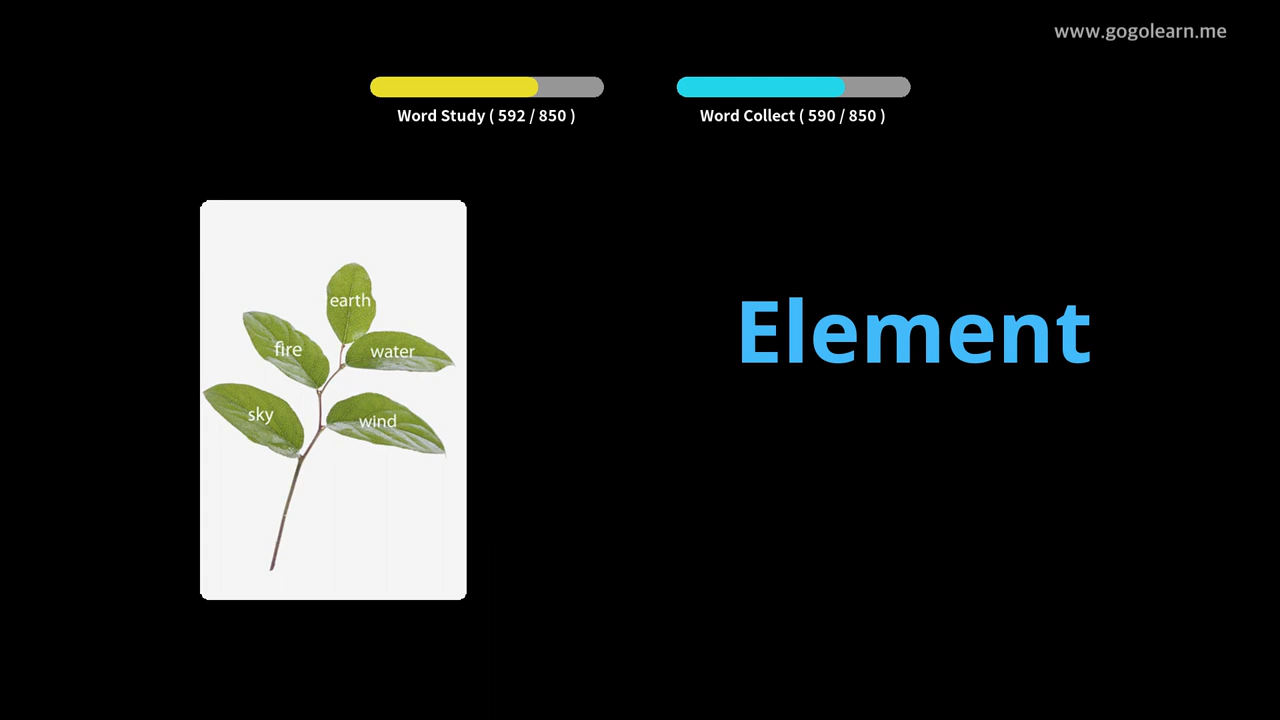 www.gogolearn.me
Word Study ( 592 / 850 )
Word Collect ( 590 / 850 )
earth
fire
water
sky
wind
Element